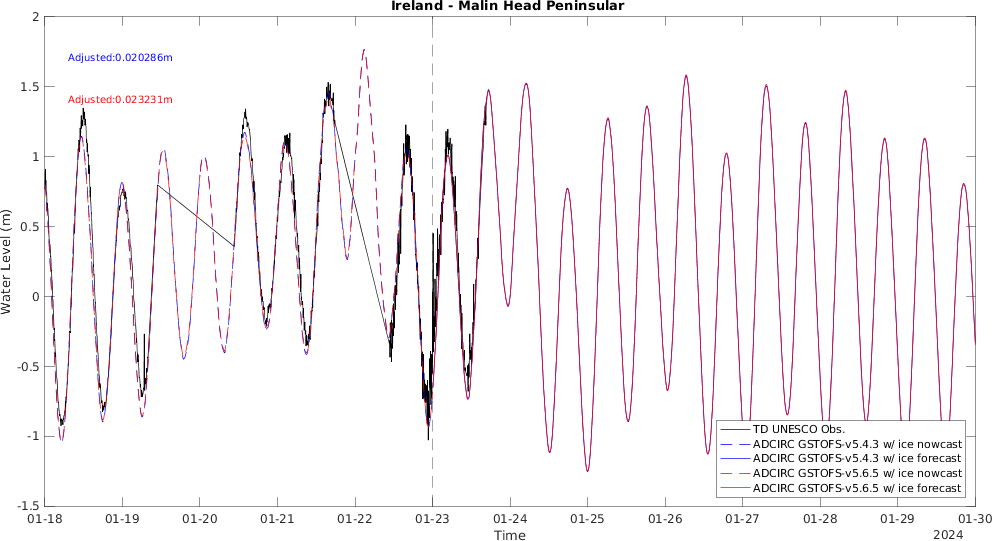 Ireland - Malin Head Peninsular
Adjusted:0.020286m
Adjusted:0.023231m
Water Level (m)
2
1.5
1
0.5
0
-0.5
-1
-1.5
TD UNESCO Obs.
ADCIRC GSTOFS-v5.4.3 w/ ice nowcast
ADCIRC GSTOFS-v5.4.3 w/ ice forecast
ADCIRC GSTOFS-v5.6.5 w/ ice nowcast
ADCIRC GSTOFS-v5.6.5 w/ ice forecast
01-18 01-19 01-20 01-21 01-22 01-23 01-24 01-25 01-26 01-27 01-28 01-29 01-30
Time
2024